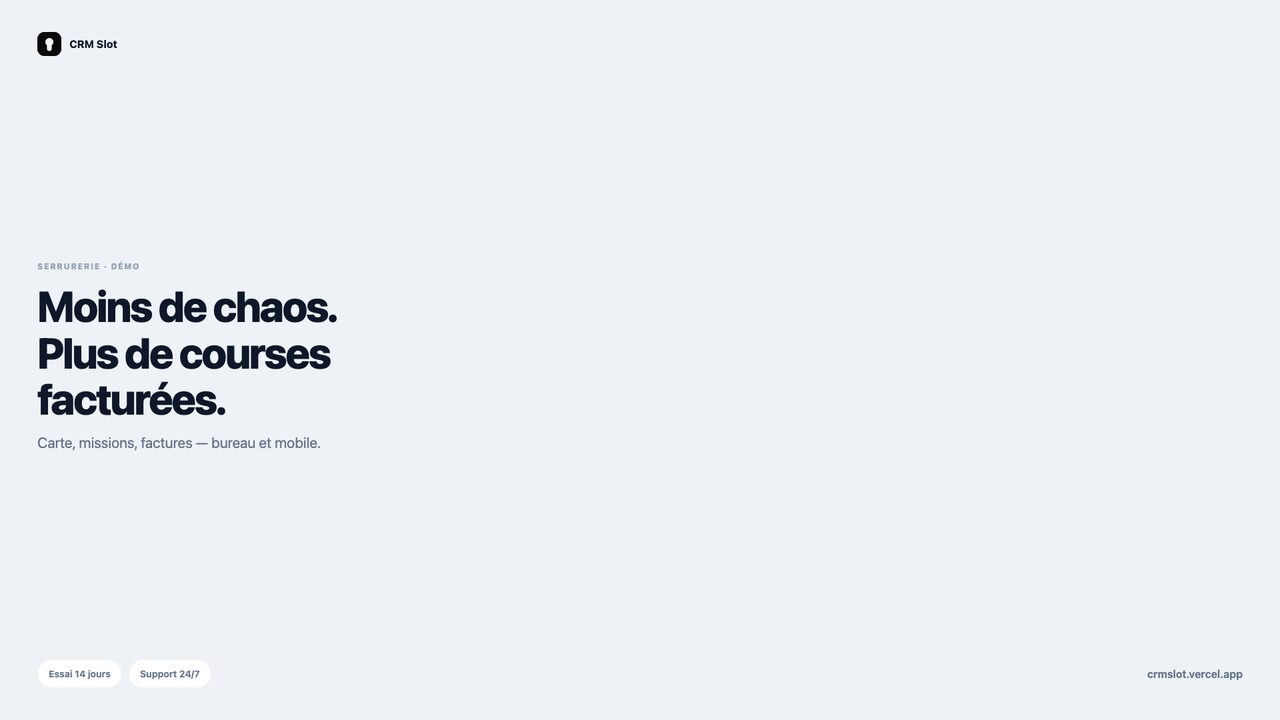 CRM Slot
SERRURERIE · DÉMO
Moins de chaos.
Plus de courses
facturées.
Carte, missions, factures — bureau et mobile.
Essai 14 jours
Support 24/7
crmslot.vercel.app